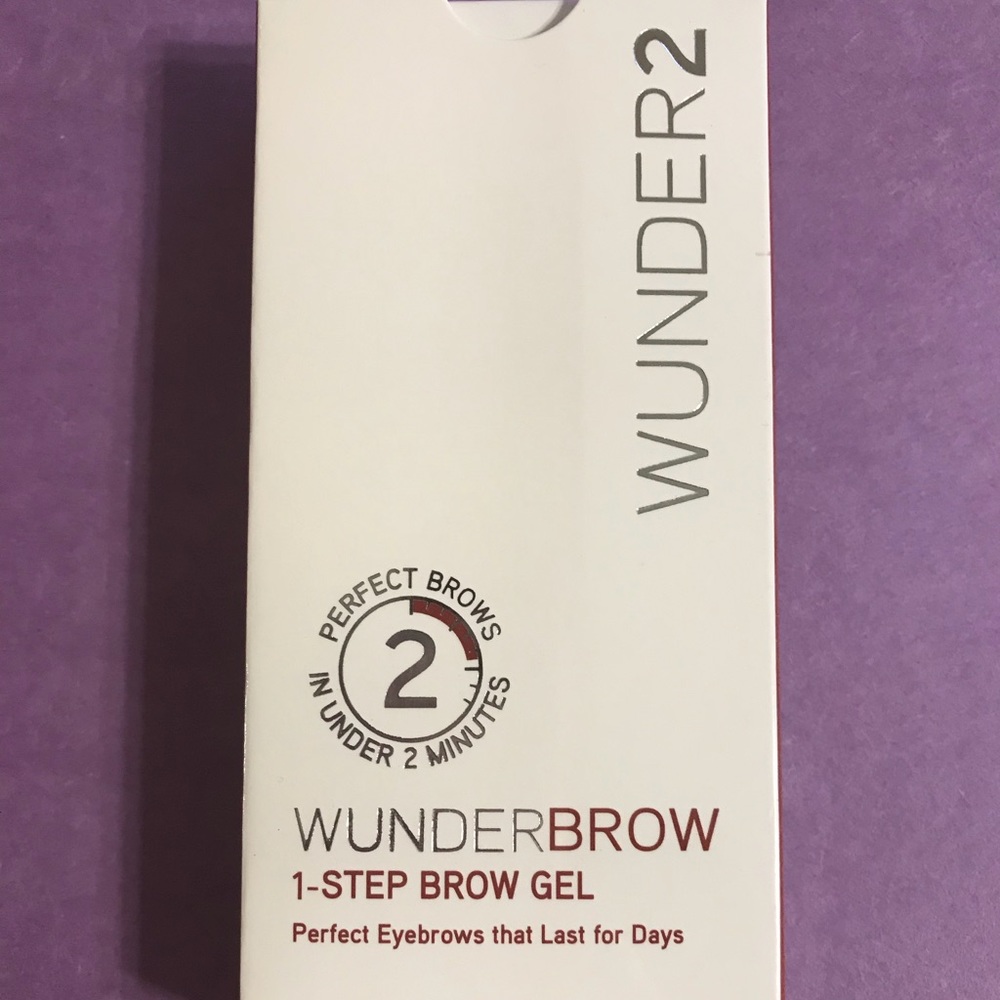 WUNDER2
PERFECT BROWS
2
IN UNDER 2 MINUTES
WUNDERBROW
1-STEP BROW GEL
Perfect Eyebrows that Last for Days